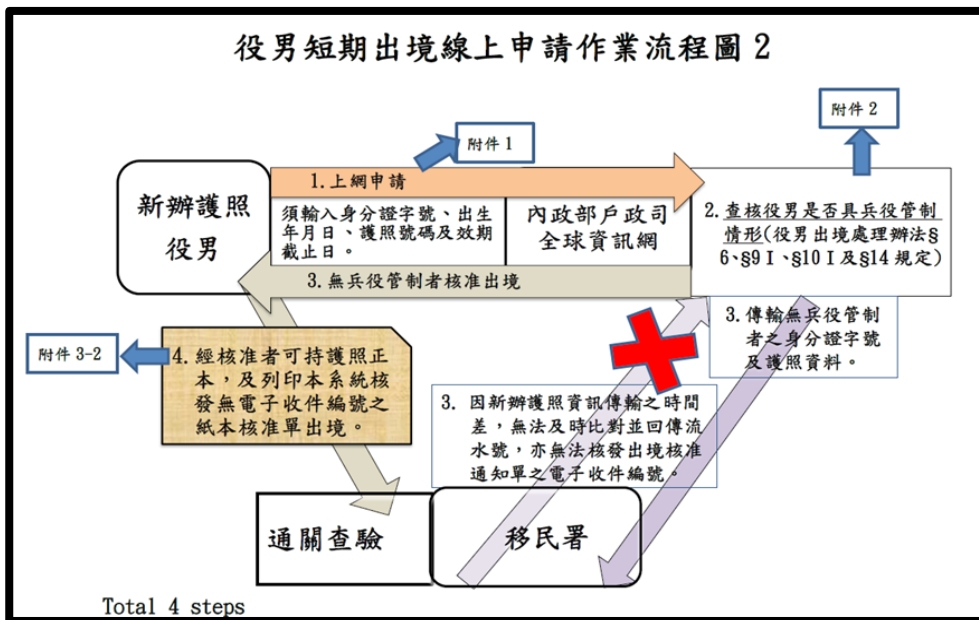 役男短期出境線上申請作業流程圖 2
附件 2
附件 1
1.上網申請
新辦護照
役男
須輸入身分證字號、出生
年月日、護照號碼及效期
截止日。
內政部戶政司
全球資訊網
2.查核役男是否具兵役管制
情形(役男出境處理辦法§
6、§9 I、§10 I 及§14 規定)
3.無兵役管制者核准出境
3.傳輸無兵役管制
者之身分證字號
及護照資料。
附件 3-2
4.經核准者可持護照正
本,及列印本系統核
發無電子收件編號之
紙本核准單出境。
3. 因新辦護照資訊傳輸之時間
差,無法及時比對並回傳流
水號,亦無法核發出境核准
通知單之電子收件編號。
通關查驗
移民署
Total 4 steps